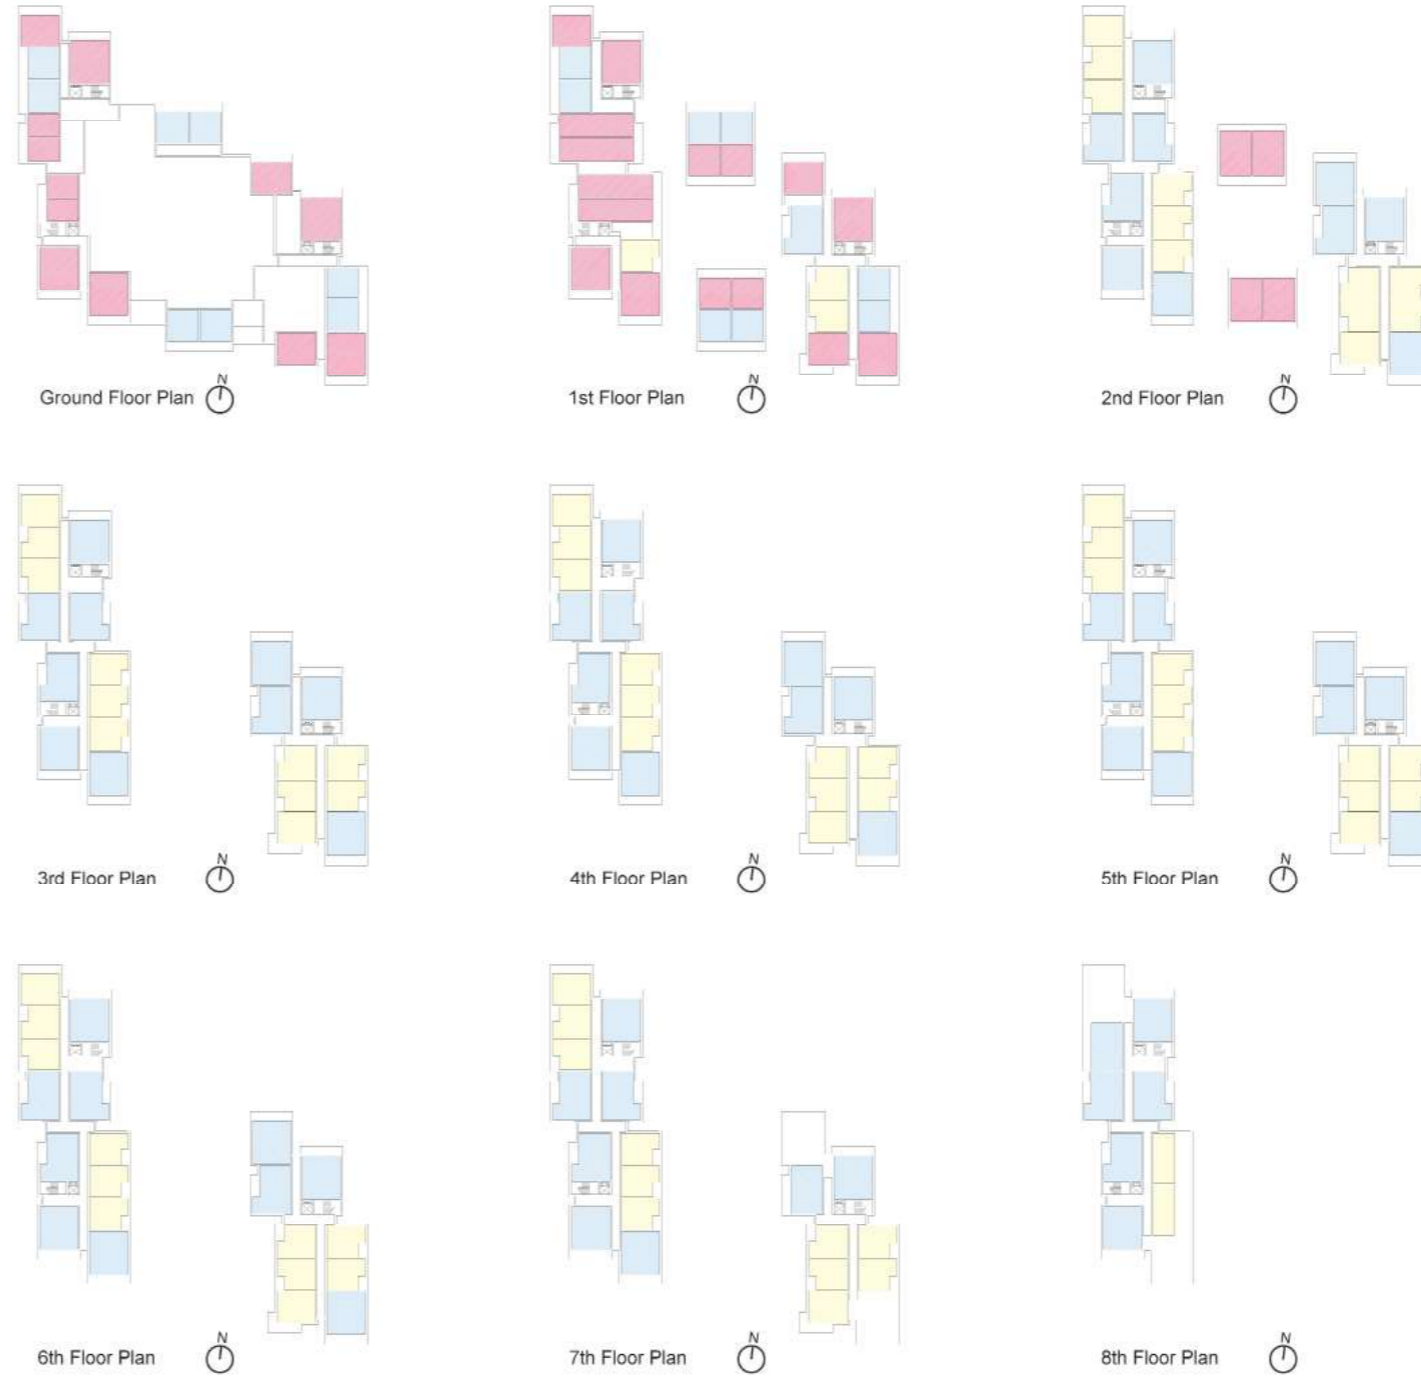 N
Ground Floor Plan
N
1st Floor Plan
N
2nd Floor Plan
N
3rd Floor Plan
N
4th Floor Plan
N
5th Floor Plan
N
6th Floor Plan
N
7th Floor Plan
N
8th Floor Plan